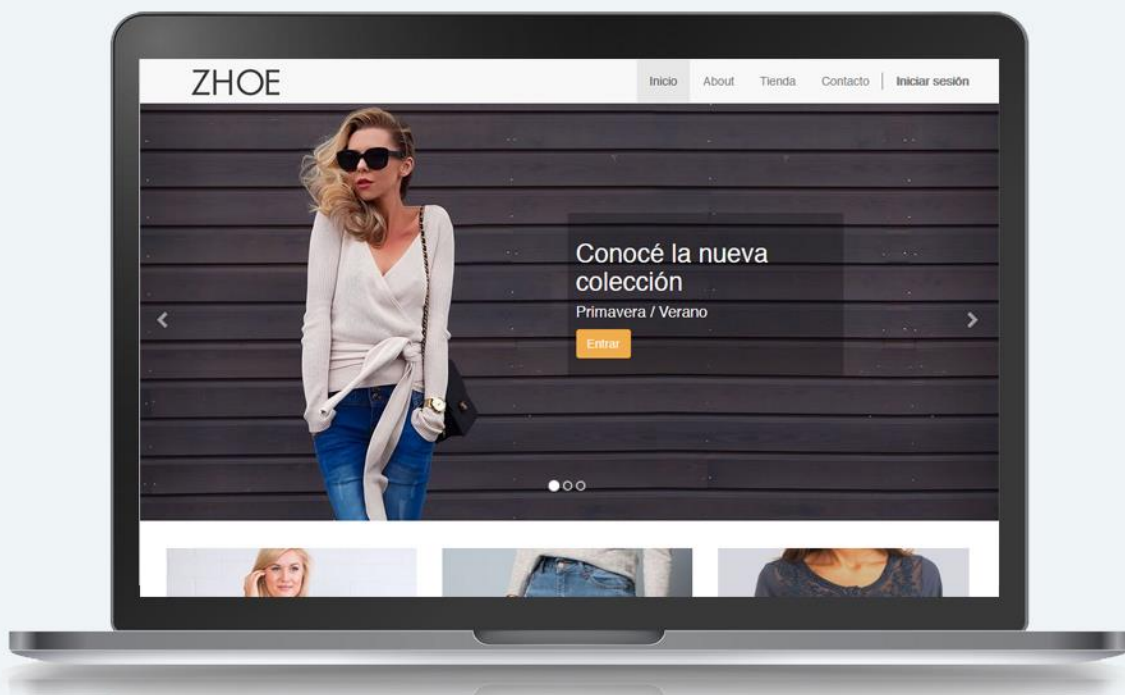 ZHOE
Inicio About Tienda Contacto Iniciar sesión
Conocé la nueva
colección
Primavera / Verano
Entrar